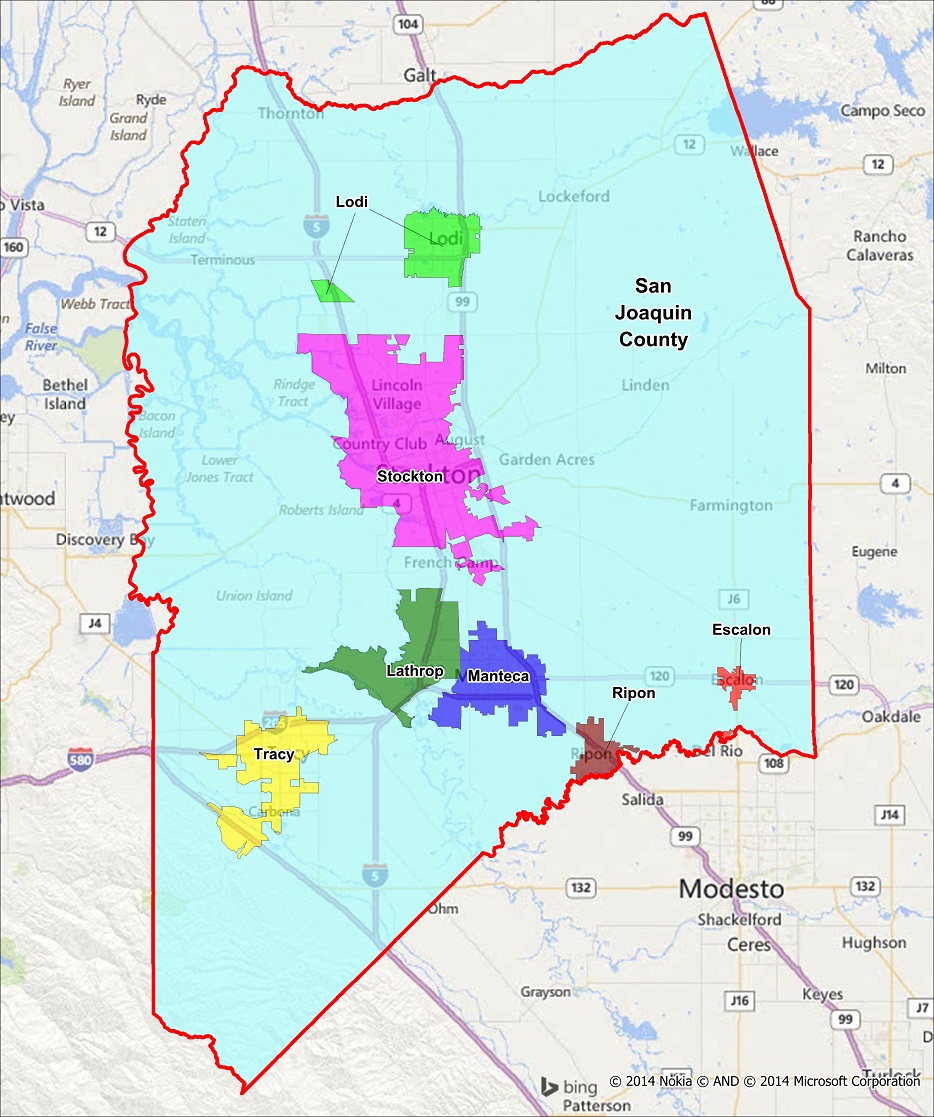 88
104
Galt
Ryer
Island
Ryde
Grand
Island
Thornton
Campo Seco
12
Wallace
12
Lodi
Lockeford
o Vista
12
Staten
Island
5
Lodi
Rancho
Calaveras
160
Terminous
San
Joaquin
County
Webb Tract
99
False
River
Bethel
Island
Rindge
Tract
Lincoln
Village
Linden
Milton
ey
Bacon
Island
Country Club
August
Lower
Jones Tract
Garden Acres
Stockton
4
ntwood
4
Roberts Island
Farmington
Discovery Bay
French Camp
Eugene
Union Island
J6
J4
Escalon
Lathrop
Manteca
120
Escalon
120
Ripon
Oakdale
205
Tracy
Ripon
Del Rio
108
580
Salida
Carbona
J14
99
5
132
Modesto
132
Ohm
Shackelford
Ceres
Hughson
Grayson
J16
Keyes
J7
99
D
bing
© 2014 Nokia © AND © 2014 Microsoft Corporation
Turlock
Patterson